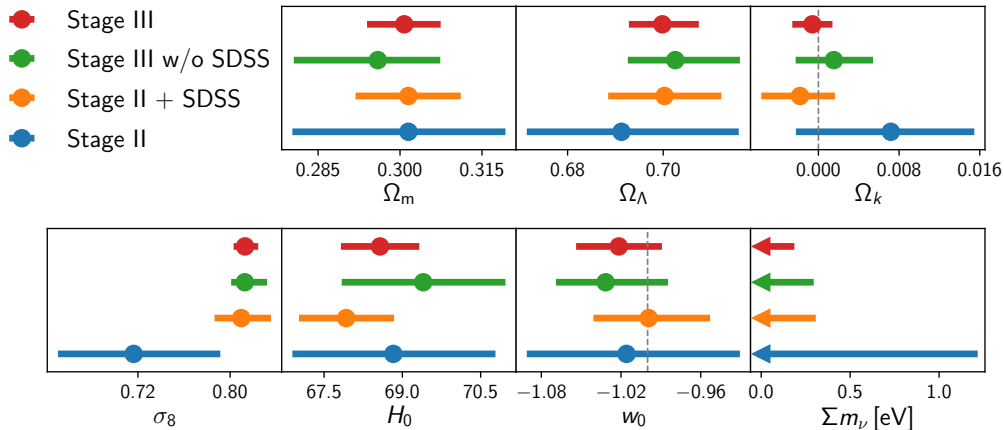 Stage III
Stage III w/o SDSS
Stage II + SDSS
Stage II
0.285 0.300 0.315
Ωm
0.68 0.70
ΩΛ
0.000 0.008 0.016
Ωk
0.72 0.80
σ8
67.5 69.0 70.5
H0
−1.08 −1.02 −0.96
w0
0.0 0.5 1.0
Σmν [eV]